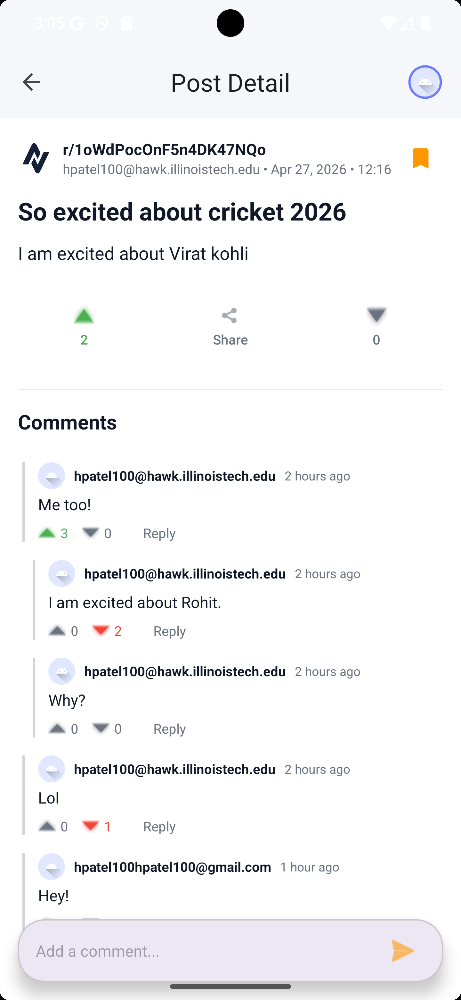 3:05
Post Detail
r/1oWdPocOnF5n4DK47NQo
hpatel100@hawk.illinoistech.edu • Apr 27, 2026 • 12:16
So excited about cricket 2026
I am excited about Virat kohli
2 Share 0
Comments
hpatel100@hawk.illinoistech.edu 2 hours ago
Me too!
3 0 Reply
hpatel100@hawk.illinoistech.edu 2 hours ago
I am excited about Rohit.
0 2 Reply
hpatel100@hawk.illinoistech.edu 2 hours ago
Why?
0 0 Reply
hpatel100@hawk.illinoistech.edu 2 hours ago
Lol
0 1 Reply
hpatel100hpatel100@gmail.com 1 hour ago
Hey!
Add a comment...